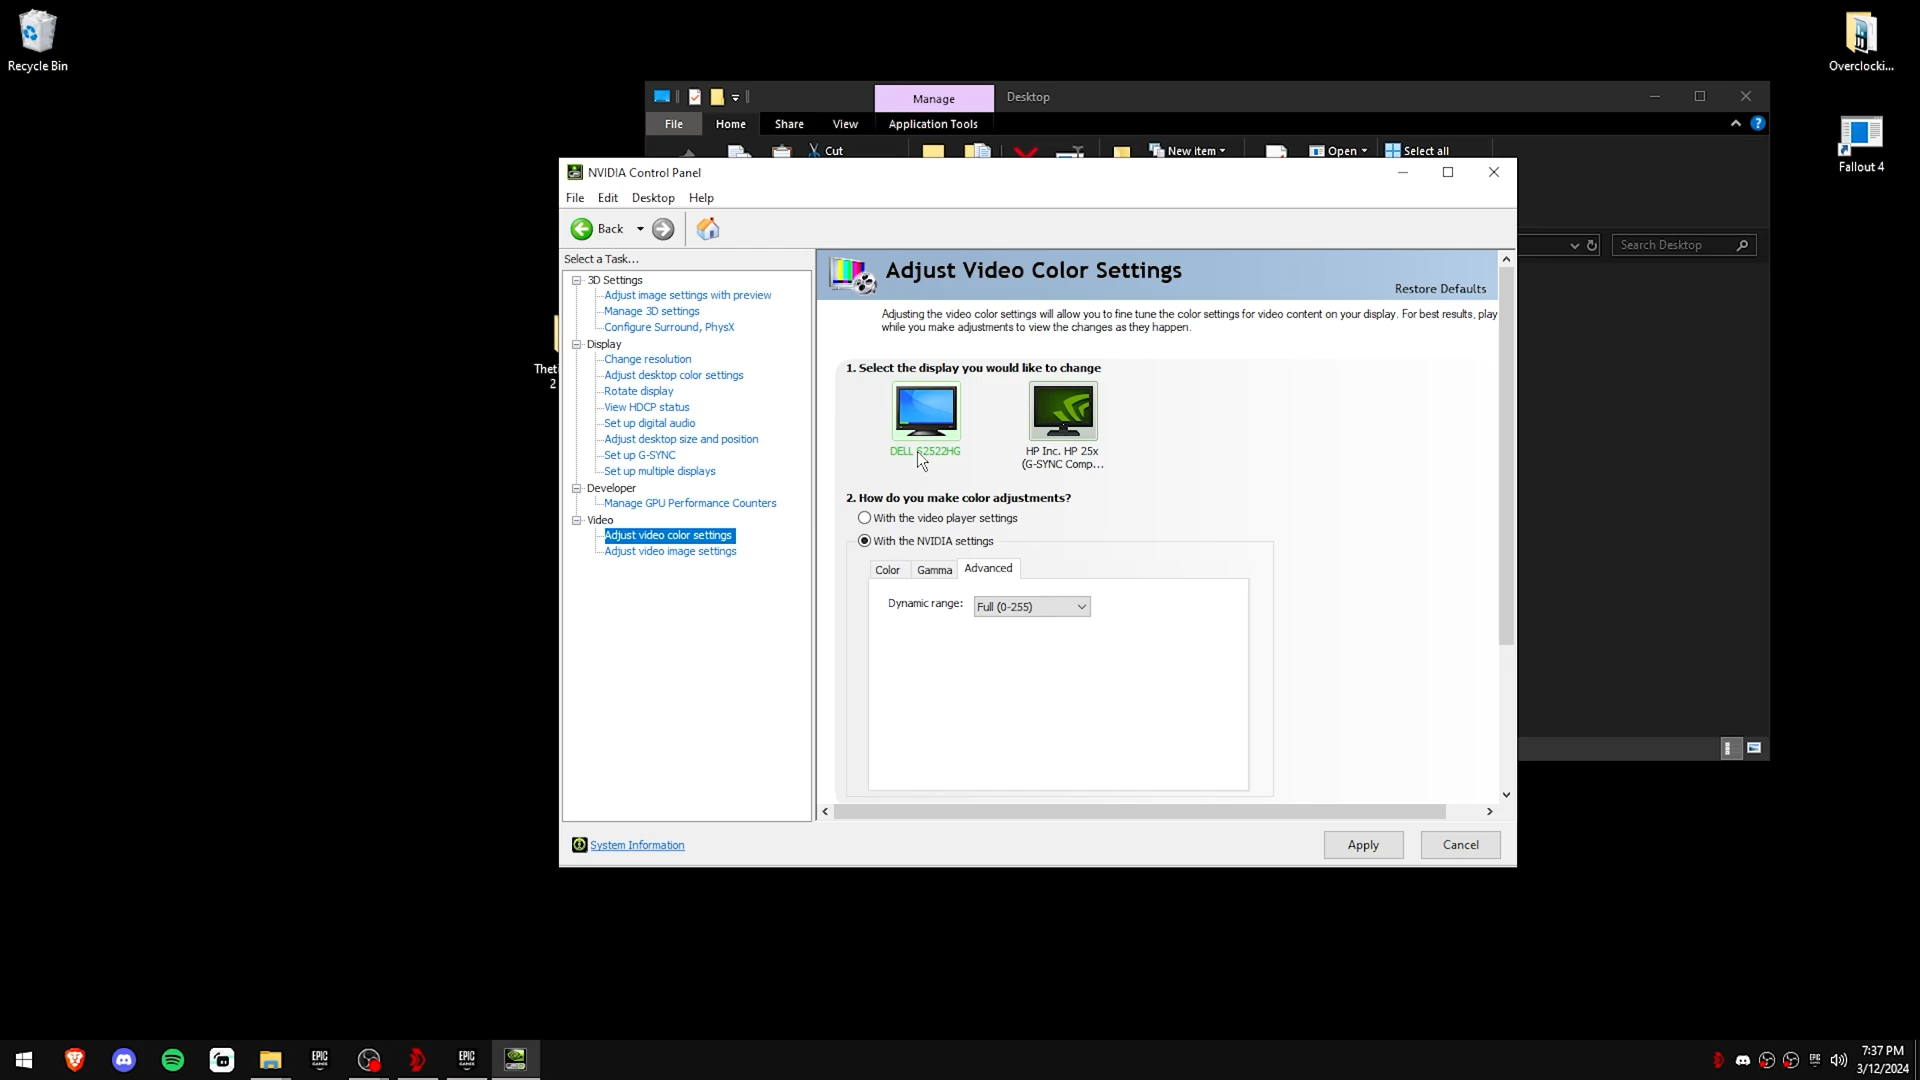 Recycle Bin
Overclocki...
Fallout 4
Manage
Desktop
File
Home
Share
View
Application Tools
Cut
New item
Open
Select all
Search Desktop
NVIDIA Control Panel
File
Edit
Desktop
Help
Back
Select a Task...
3D Settings
Adjust image settings with preview
Manage 3D settings
Configure Surround, PhysX
Display
Change resolution
Adjust desktop color settings
Rotate display
View HDCP status
Set up digital audio
Adjust desktop size and position
Set up G-SYNC
Set up multiple displays
Developer
Manage GPU Performance Counters
Video
Adjust video color settings
Adjust video image settings
Adjust Video Color Settings
Restore Defaults
Adjusting the video color settings will allow you to fine tune the color settings for video content on your display. For best results, play
while you make adjustments to view the changes as they happen.
1. Select the display you would like to change
DELL S2522HG
HP Inc. HP 25x
(G-SYNC Comp...
2. How do you make color adjustments?
With the video player settings
With the NVIDIA settings
Color
Gamma
Advanced
Dynamic range:
Full (0-255)
System Information
Apply
Cancel
EPIC
GAMES
EPIC
GAMES
EPIC
7:37 PM
3/12/2024